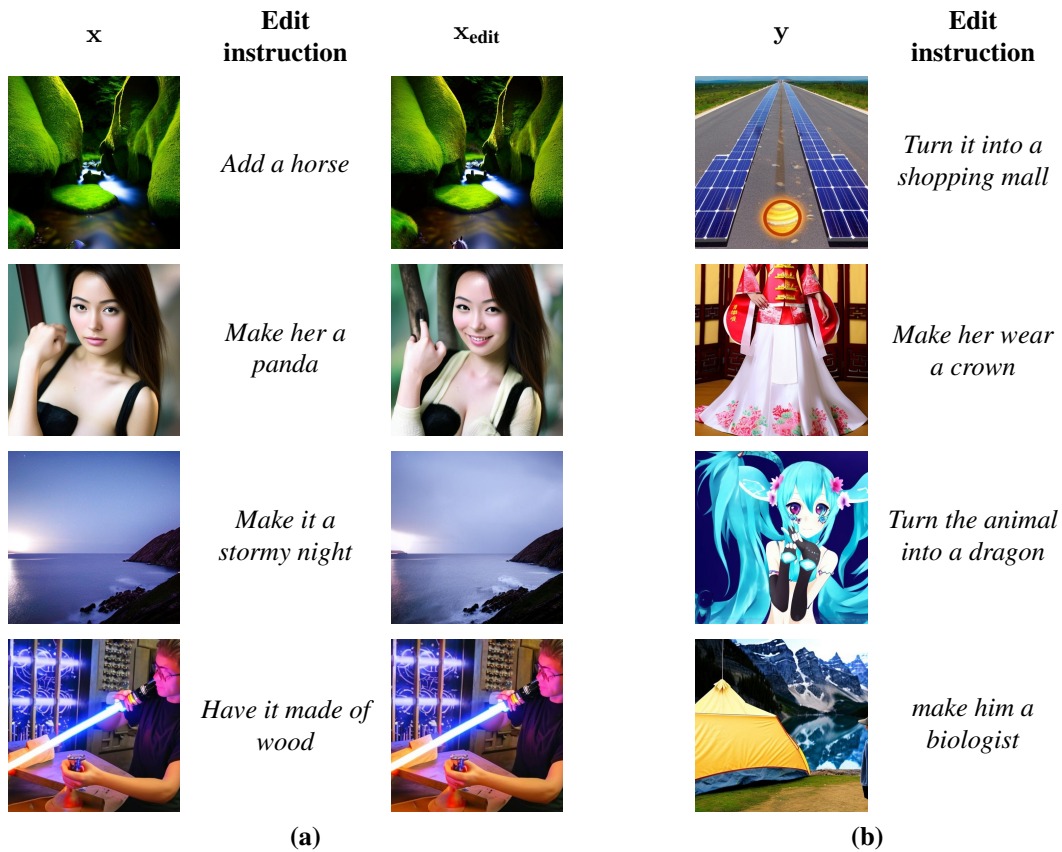 x
Edit
instruction
x_edit
y
Edit
instruction
Add a horse
Turn it into a
shopping mall
Make her a
panda
Make her wear
a crown
Make it a
stormy night
Turn the animal
into a dragon
Have it made of
wood
make him a
biologist
(a)
(b)